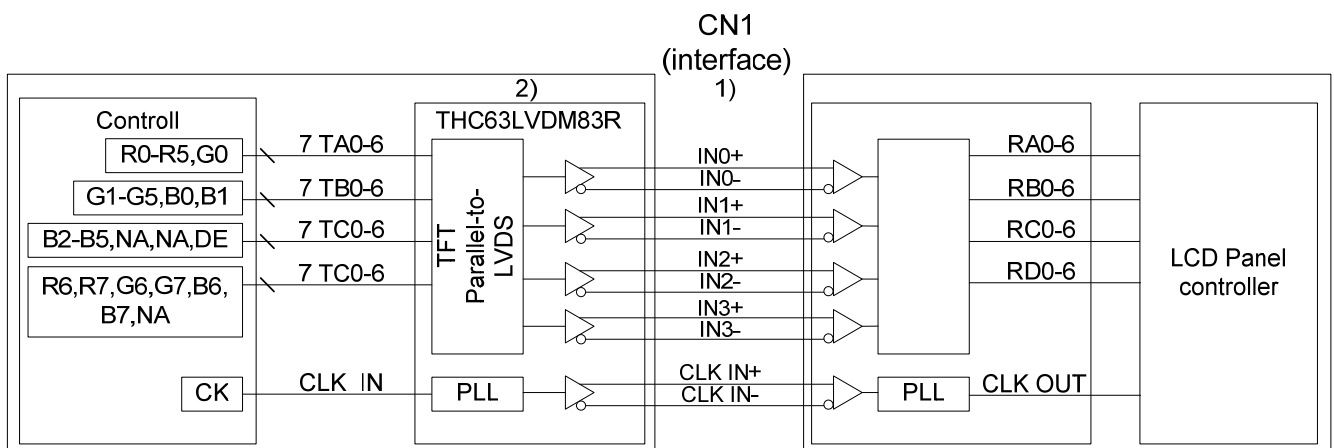 CN1
(interface)
1)
2)
Controll
THC63LVDM83R
R0-R5,G0
7 TA0-6
G1-G5,B0,B1
7 TB0-6
B2-B5,NA,NA,DE
7 TC0-6
R6,R7,G6,G7,B6,
B7,NA
7 TC0-6
CK
CLK IN
TFT
Parallel-to-
LVDS
PLL
IN0+
IN0-
IN1+
IN1-
IN2+
IN2-
IN3+
IN3-
CLK IN+
CLK IN-
PLL
RA0-6
RB0-6
RC0-6
RD0-6
CLK OUT
LCD Panel
controller